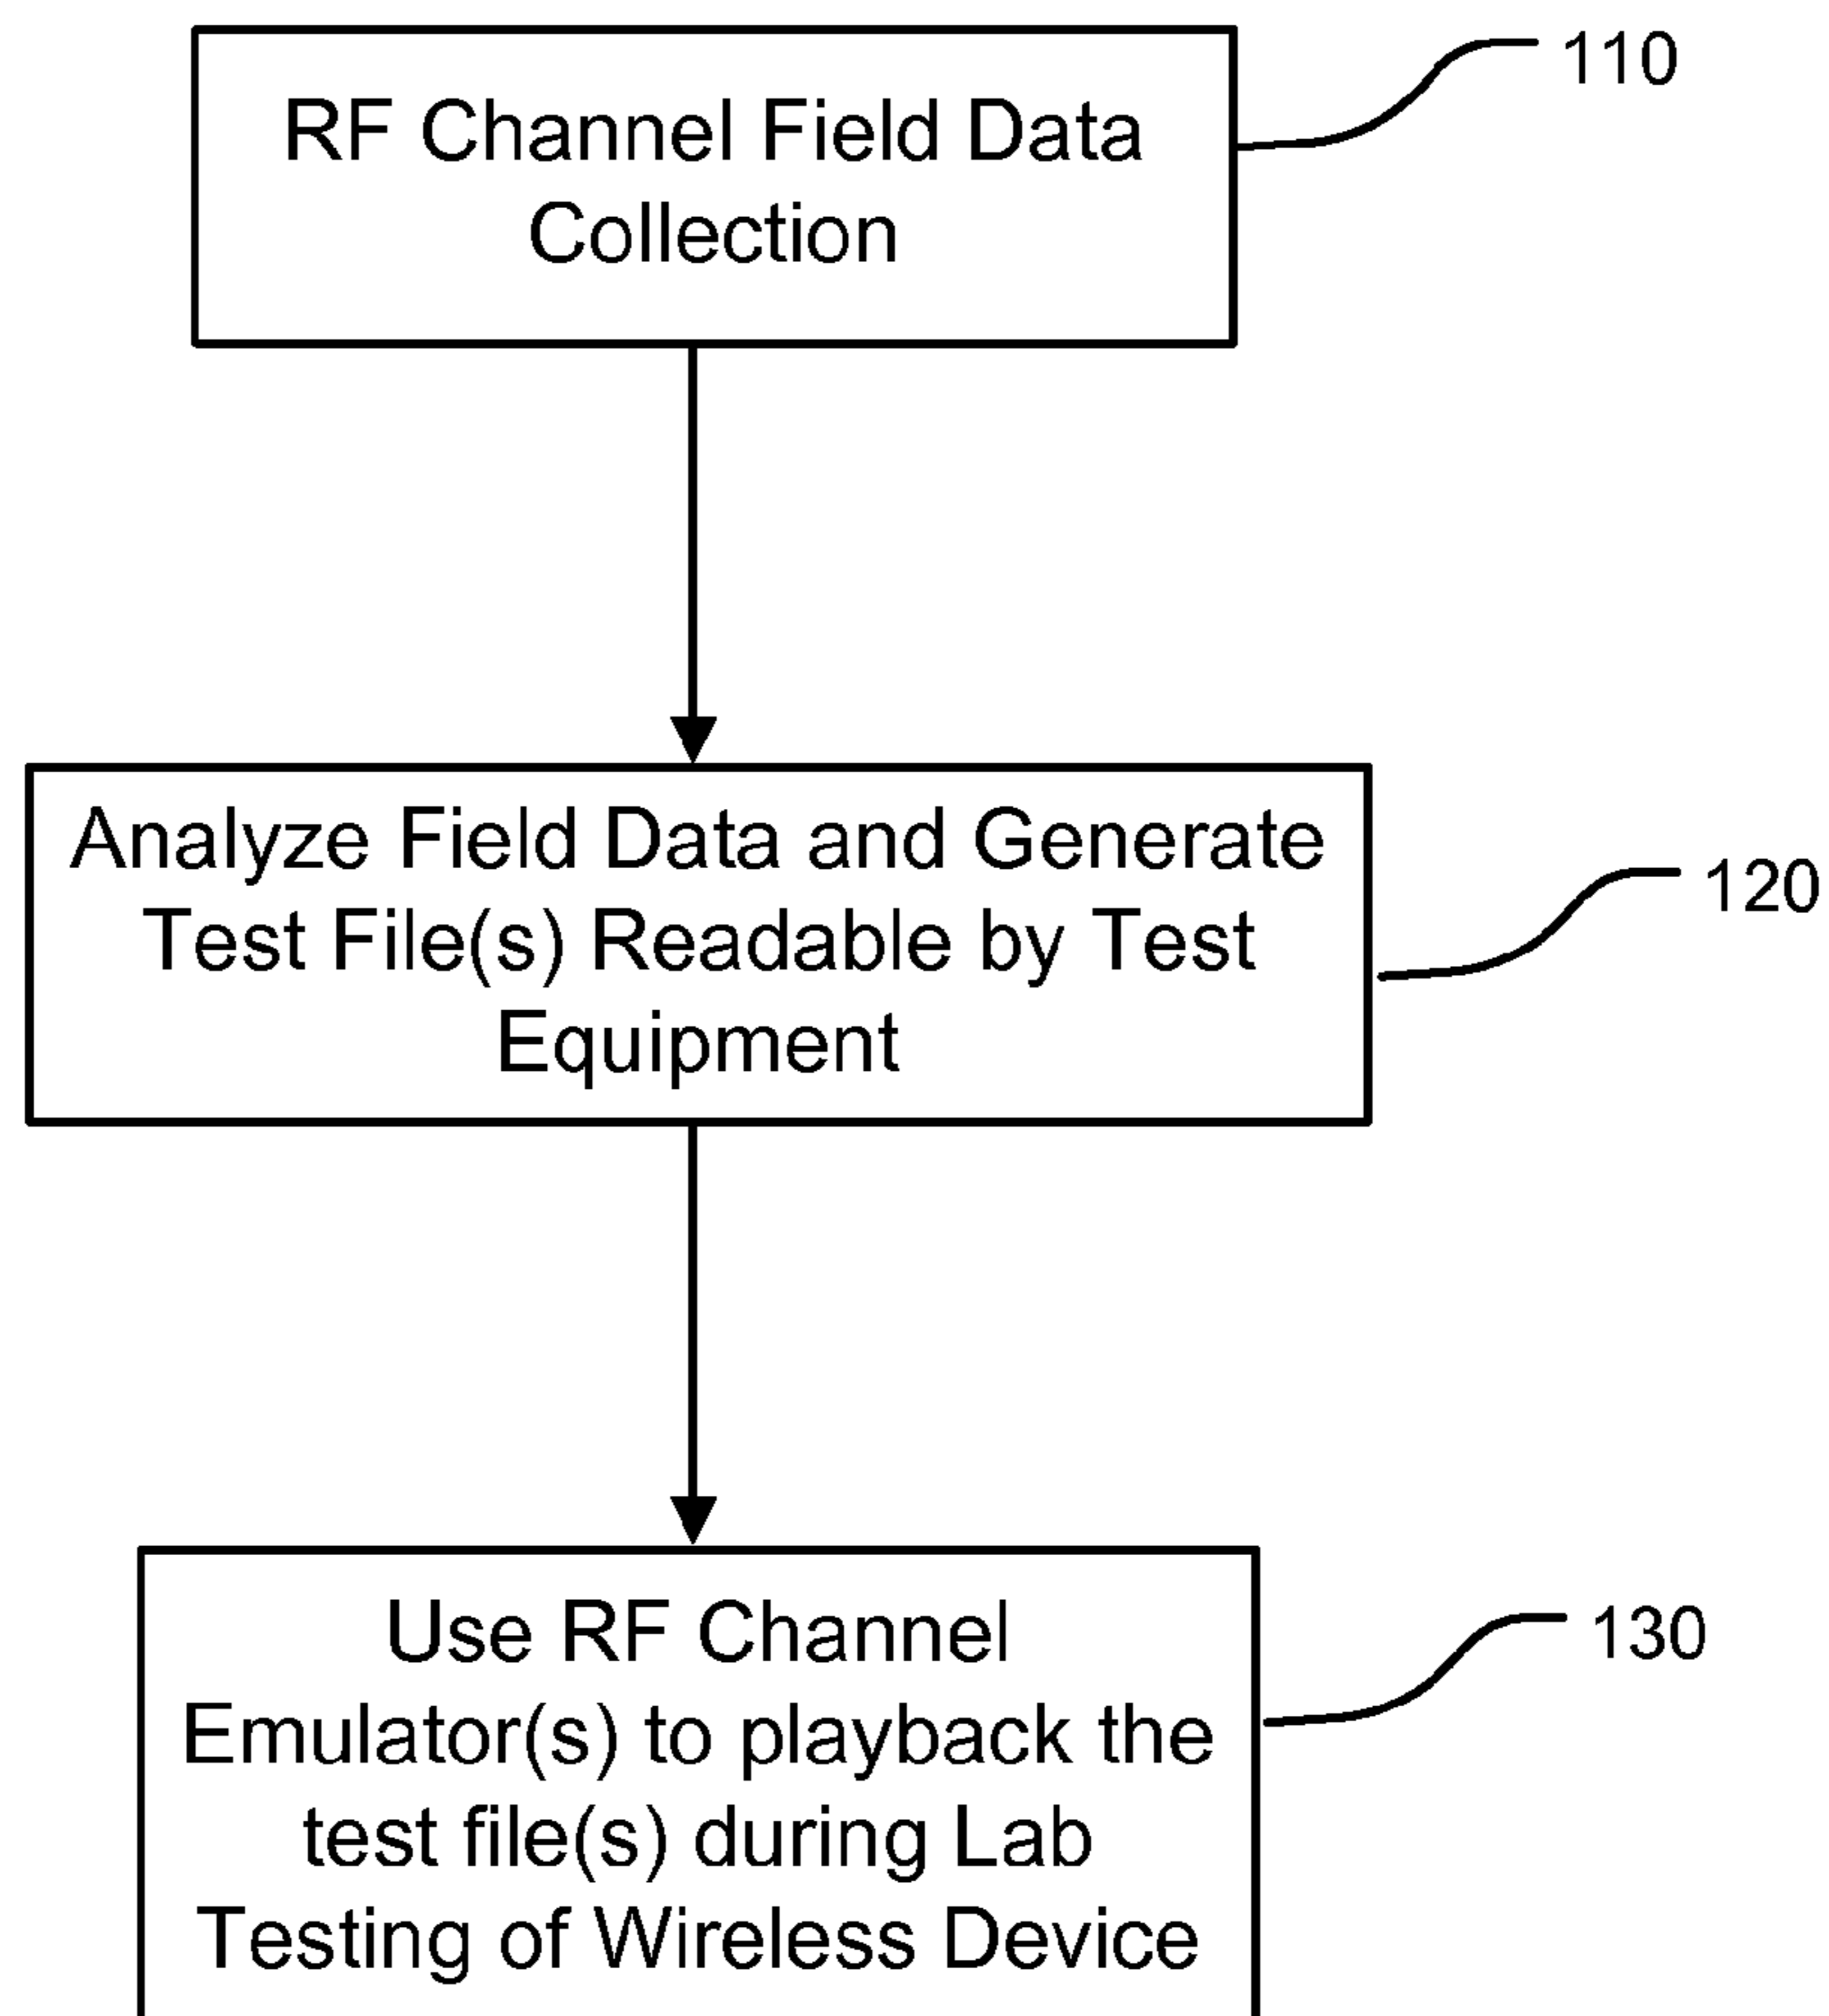 RF Channel Field Data
Collection
110
Analyze Field Data and Generate
Test File(s) Readable by Test
Equipment
120
Use RF Channel
Emulator(s) to playback the
test file(s) during Lab
Testing of Wireless Device
130